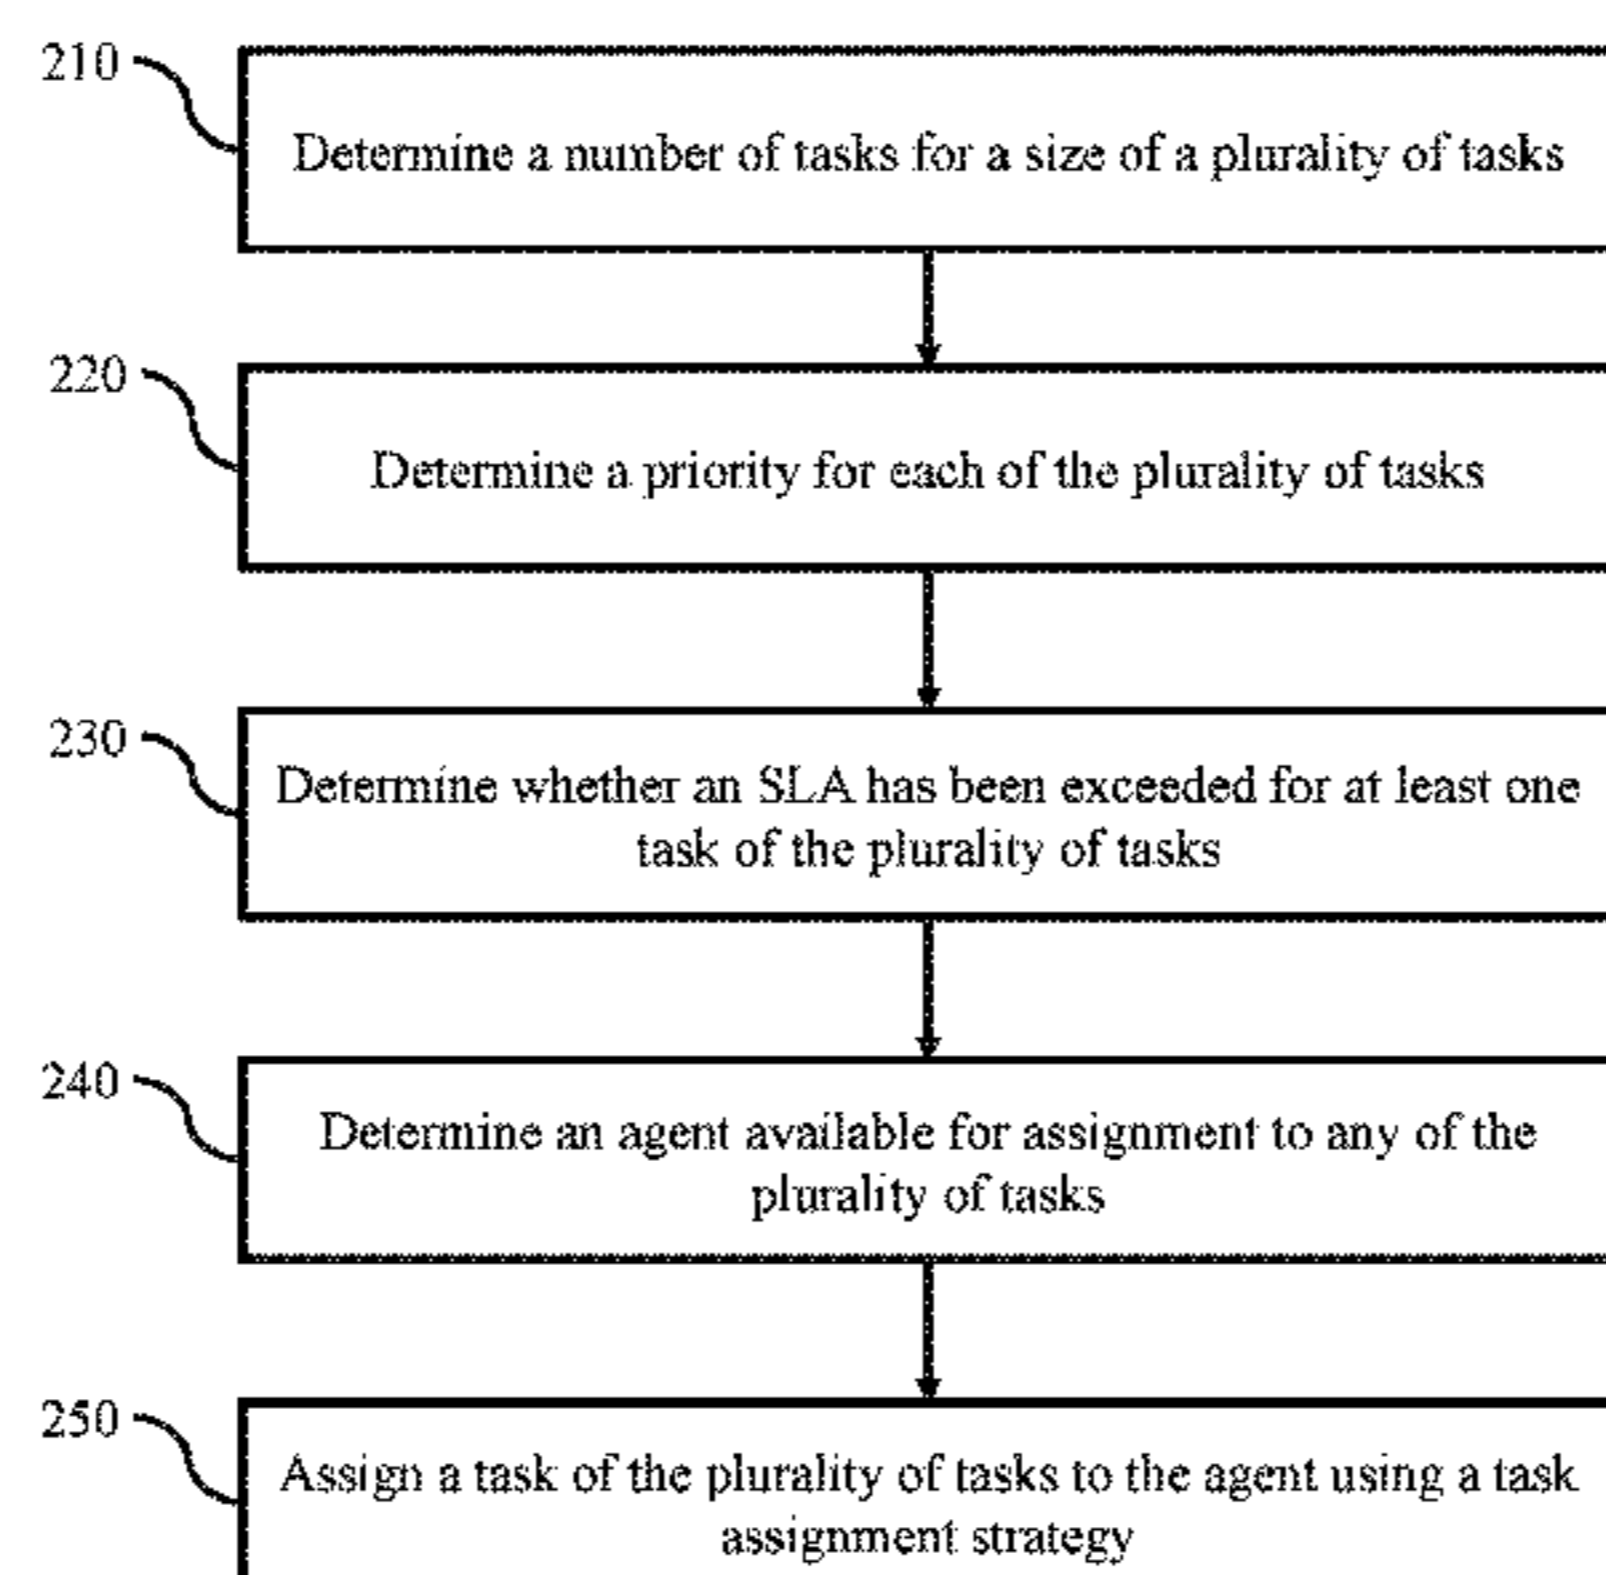 210
Determine a number of tasks for a size of a plurality of tasks
220
Determine a priority for each of the plurality of tasks
230
Determine whether an SLA has been exceeded for at least one
task of the plurality of tasks
240
Determine an agent available for assignment to any of the
plurality of tasks
250
Assign a task of the plurality of tasks to the agent using a task
assignment strategy